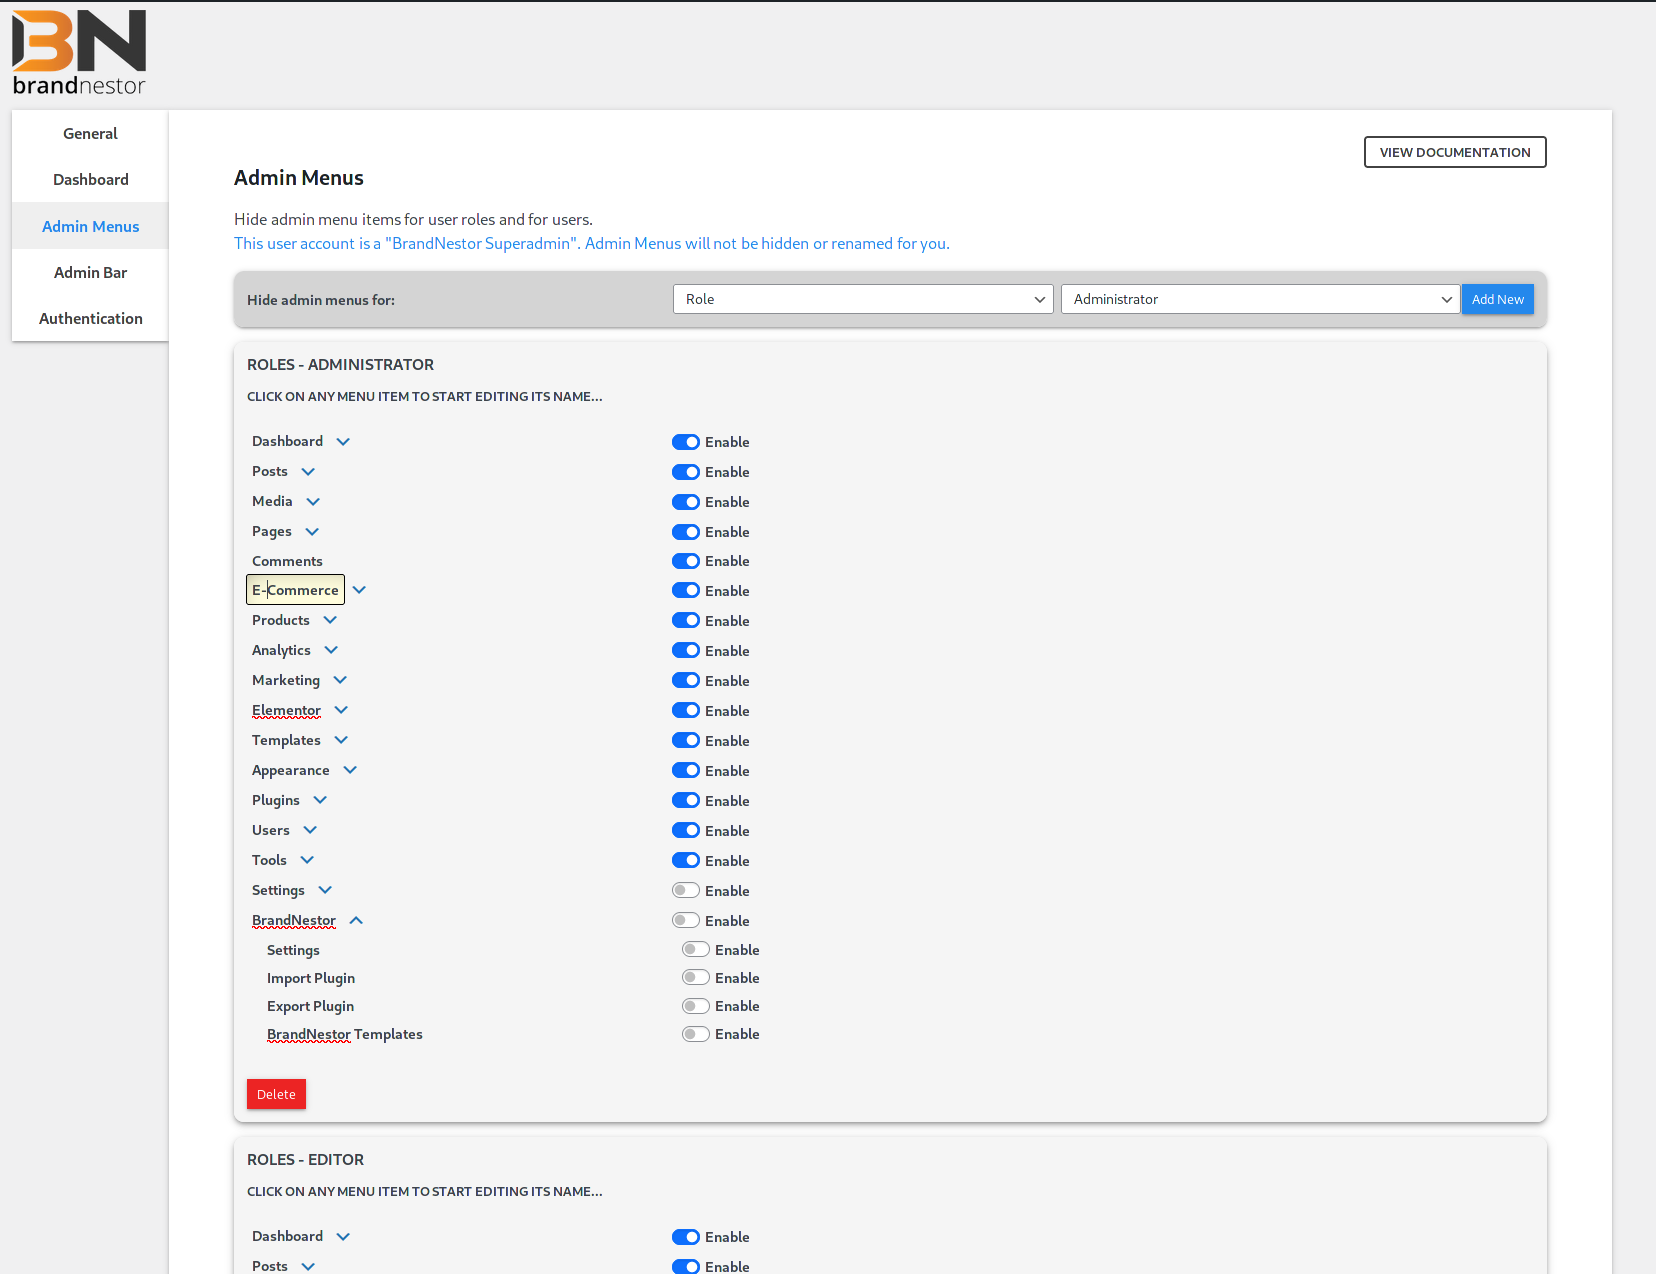 BN
brandnestor
General
Dashboard
Admin Menus
Admin Bar
Authentication
VIEW DOCUMENTATION
Admin Menus
Hide admin menu items for user roles and for users.
This user account is a "BrandNestor Superadmin". Admin Menus will not be hidden or renamed for you.
Hide admin menus for: Role Administrator Add New
ROLES - ADMINISTRATOR
CLICK ON ANY MENU ITEM TO START EDITING ITS NAME...
Dashboard Enable
Posts Enable
Media Enable
Pages Enable
Comments Enable
E-Commerce Enable
Products Enable
Analytics Enable
Marketing Enable
Elementor Enable
Templates Enable
Appearance Enable
Plugins Enable
Users Enable
Tools Enable
Settings Enable
BrandNestor Enable
Settings Enable
Import Plugin Enable
Export Plugin Enable
BrandNestor Templates Enable
Delete
ROLES - EDITOR
CLICK ON ANY MENU ITEM TO START EDITING ITS NAME...
Dashboard Enable
Posts Enable